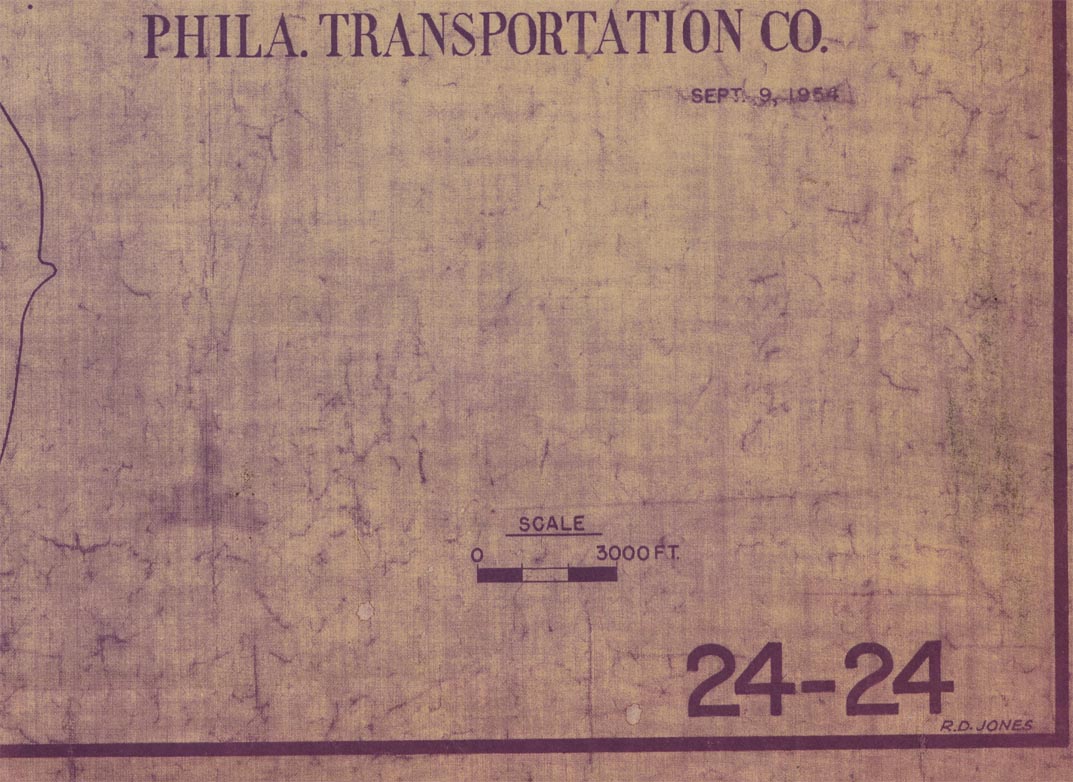 PHILA. TRANSPORTATION CO.
SEPT. 9, 1954
SCALE
0 3000 FT.
24-24
R.D. JONES